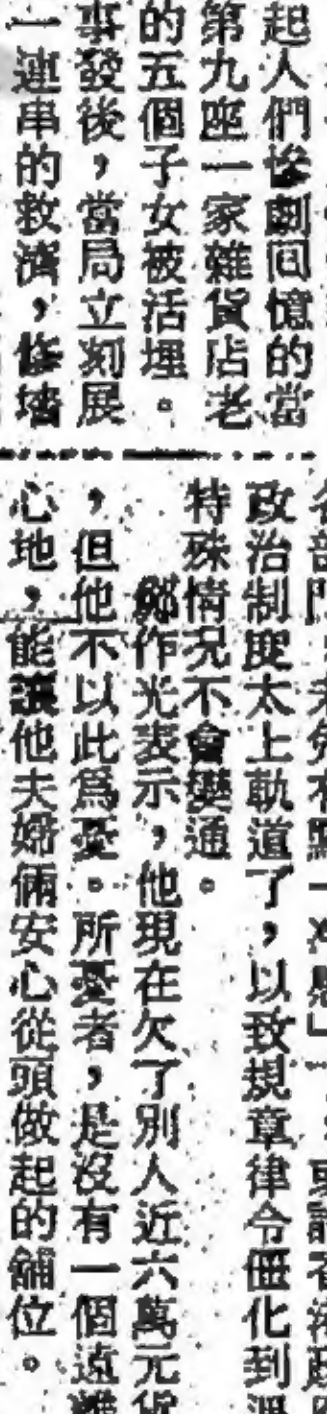 起人們慘劇回憶的當
第九座一家雜貨店老
的五個子女被活埋。
事發後，當局立刻展
一連串的救濟，修墻
政治制度太上軌道了，以致規章律令僵化到
特殊情況不會變通。
鄭作光表示，他現在欠了別人近六萬元貨
，但他不以此爲憂。所憂者，是沒有一個遠離
心地，能讓他夫婦倆安心從頭做起的舖位。